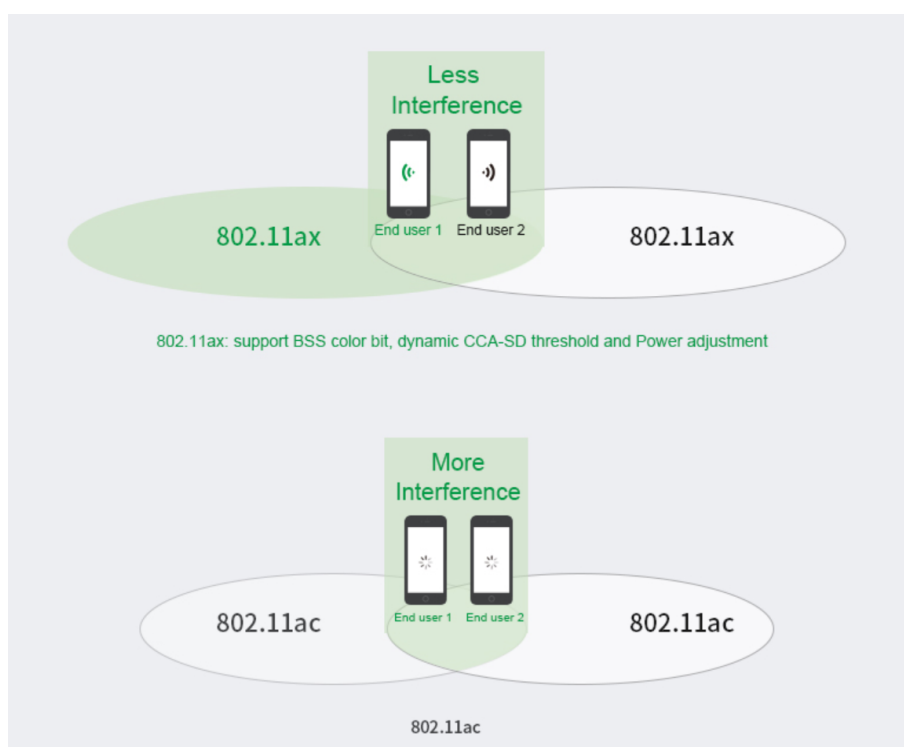 Less
Interference
End user 1
End user 2
802.11ax
802.11ax
802.11ax: support BSS color bit, dynamic CCA-SD threshold and Power adjustment
More
Interference
End user 1
End user 2
802.11ac
802.11ac
802.11ac